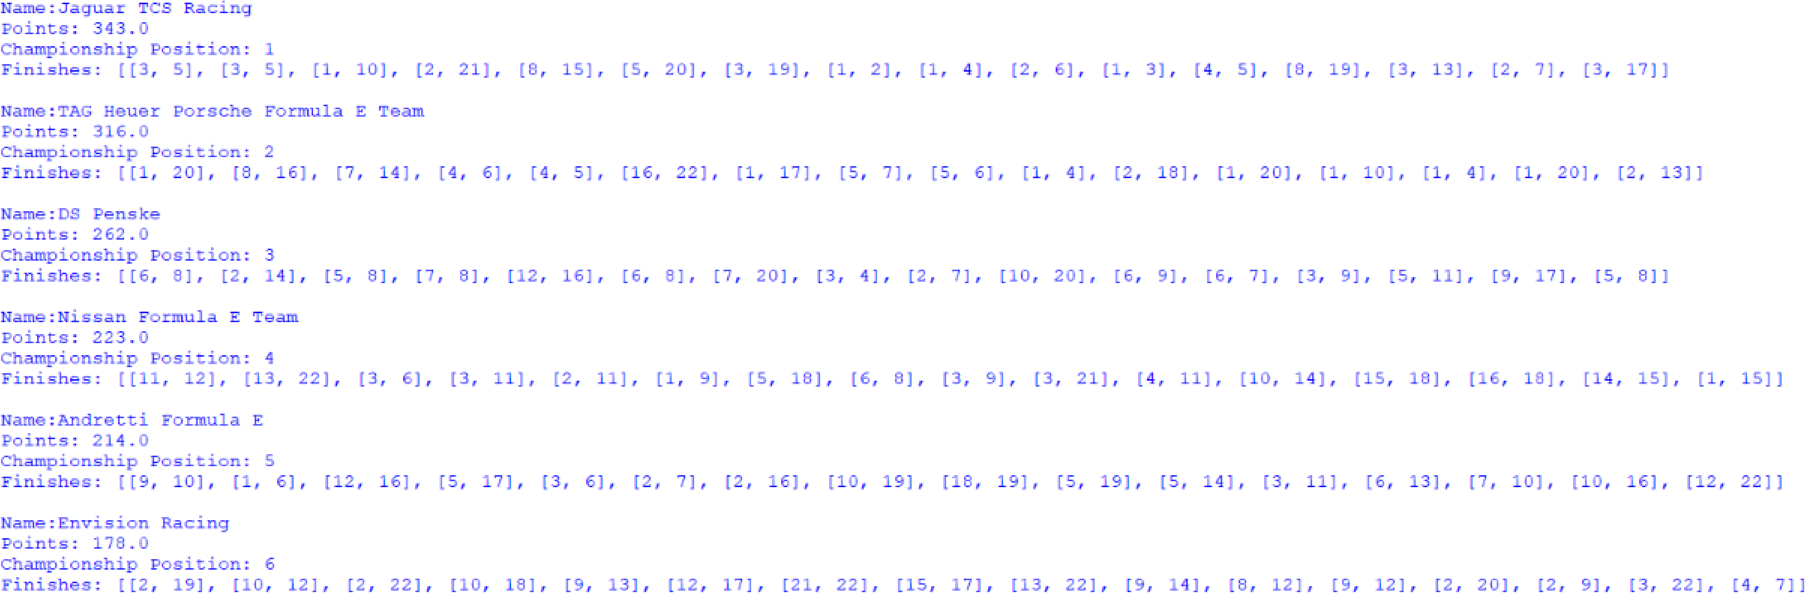 Name:Jaguar TCS Racing
Points: 343.0
Championship Position: 1
Finishes: [[3, 5], [3, 5], [1, 10], [2, 21], [8, 15], [5, 20], [3, 19], [1, 2], [1, 4], [2, 6], [1, 3], [4, 5], [8, 19], [3, 13], [2, 7], [3, 17]]
Name:TAG Heuer Porsche Formula E Team
Points: 316.0
Championship Position: 2
Finishes: [[1, 20], [8, 16], [7, 14], [4, 6], [4, 5], [16, 22], [1, 17], [5, 7], [5, 6], [1, 4], [2, 18], [1, 20], [1, 10], [1, 4], [1, 20], [2, 13]]
Name:DS Penske
Points: 262.0
Championship Position: 3
Finishes: [[6, 8], [2, 14], [5, 8], [7, 8], [12, 16], [6, 8], [7, 20], [3, 4], [2, 7], [10, 20], [6, 9], [6, 7], [3, 9], [5, 11], [9, 17], [5, 8]]
Name:Nissan Formula E Team
Points: 223.0
Championship Position: 4
Finishes: [[11, 12], [13, 22], [3, 6], [3, 11], [2, 11], [1, 9], [5, 18], [6, 8], [3, 9], [3, 21], [4, 11], [10, 14], [15, 18], [16, 18], [14, 15], [1, 15]]
Name:Andretti Formula E
Points: 214.0
Championship Position: 5
Finishes: [[9, 10], [1, 6], [12, 16], [5, 17], [3, 6], [2, 7], [2, 16], [10, 19], [18, 19], [5, 19], [5, 14], [3, 11], [6, 13], [7, 10], [10, 16], [12, 22]]
Name:Envision Racing
Points: 178.0
Championship Position: 6
Finishes: [[2, 19], [10, 12], [2, 22], [10, 18], [9, 13], [12, 17], [21, 22], [15, 17], [13, 22], [9, 14], [8, 12], [9, 12], [2, 20], [2, 9], [3, 22], [4, 7]]